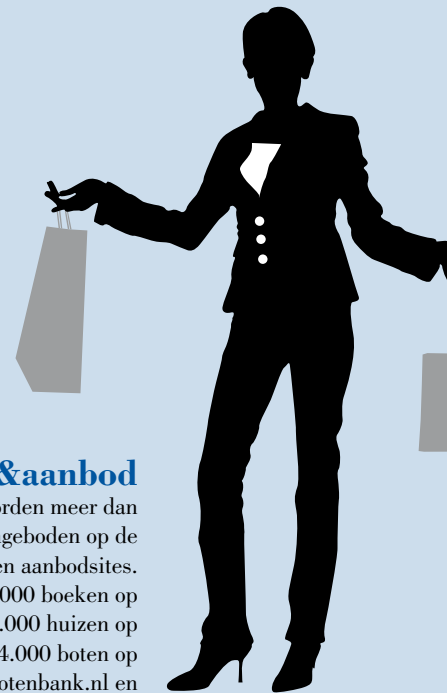 &aanbod
orden meer dan
ngeboden op de
en aanbodsites.
000 boeken op
.000 huizen op
4.000 boten op
otenbank.nl en